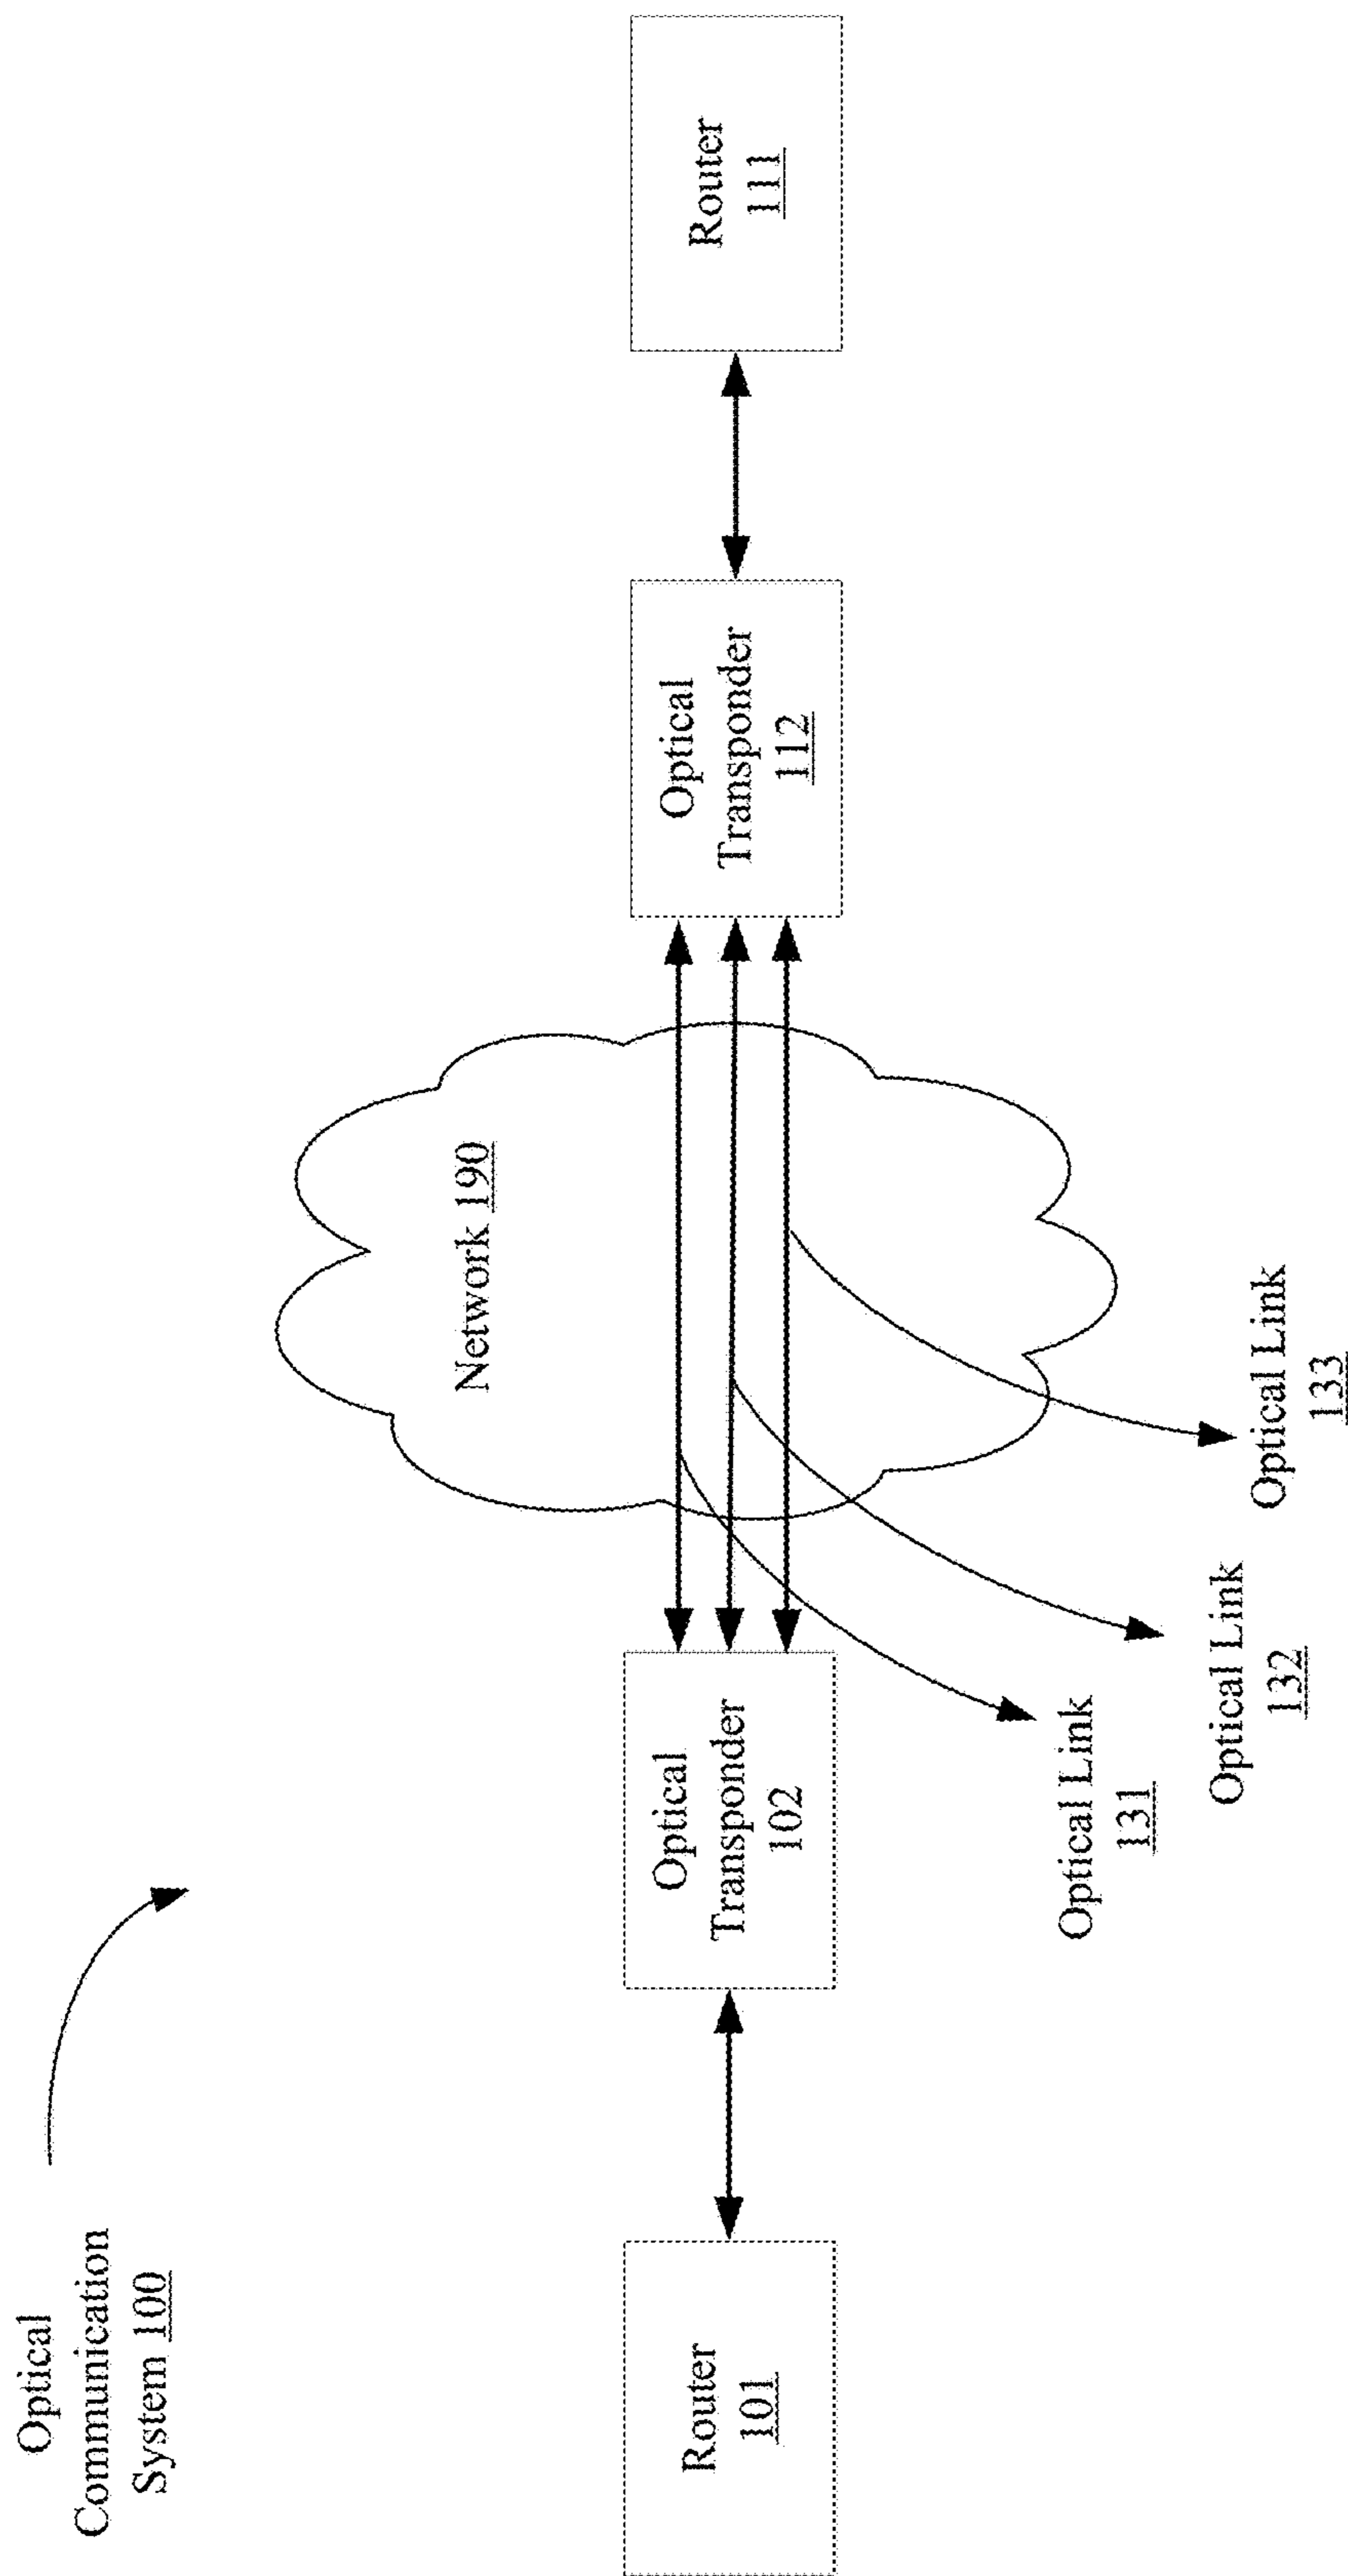 Optical
Communication
System 100
Network 190
Router
101
Optical
Transponder
102
Optical
Transponder
112
Router
111
Optical Link
131
Optical Link
132
Optical Link
133